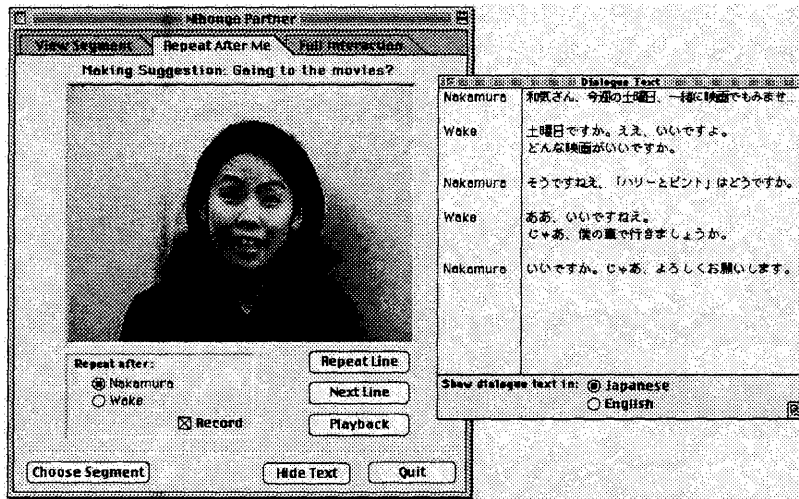 Nihongo Partner
View Segment
Repeat After Me
Full Interaction
Making Suggestion: Going to the movies?
Repeat after:
Nakamura
Wake
Record
Repeat Line
Next Line
Playback
Choose Segment
Hide Text
Quit
Dialogue Text
Nakamura 和気さん、今週の土曜日、一緒に映画でもみませ...
Wake 土曜日ですか。ええ、いいですよ。
どんな映画がいいですか。
Nakamura そうですねえ、「ハリーとビント」はどうですか。
Wake ああ、いいですねえ。
じゃあ、僕の車で行きましょうか。
Nakamura いいですか。じゃあ、よろしくお願いします。
Show dialogue text in: Japanese
English